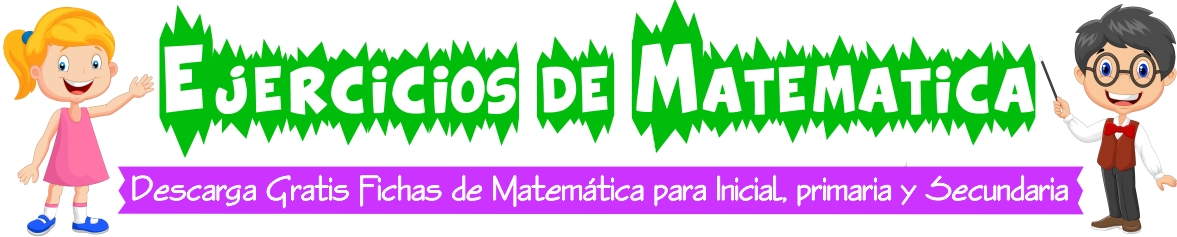 Ejercicios de Matematica
Descarga Gratis Fichas de Matemática para Inicial, primaria y Secundaria